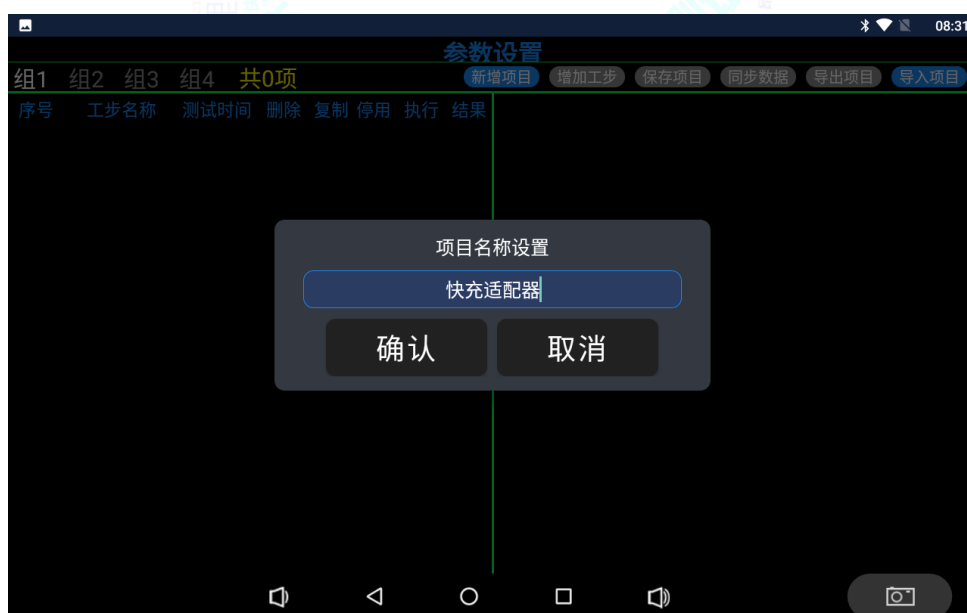 08:31
参数设置
组1 组2 组3 组4 共0项 新增项目 增加工步 保存项目 同步数据 导出项目 导入项目
序号 工步名称 测试时间 删除 复制 停用 执行 结果
项目名称设置
快充适配器
确认 取消